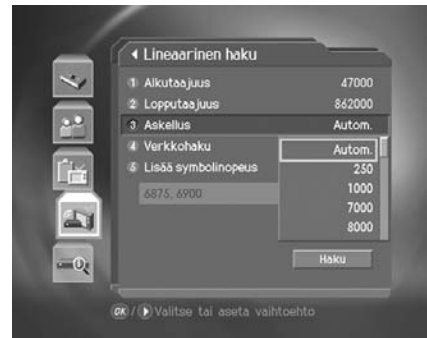 Lineaarinen haku
1 Alkutaajuus 47000
2 Lopputaajuus 862000
3 Askellus Autom.
4 Verkkohaku Autom.
5 Lisää symbolinopeus 250
6875, 6900 1000
7000
8000
Haku
OK / Valitse tai aseta vaihtoehto